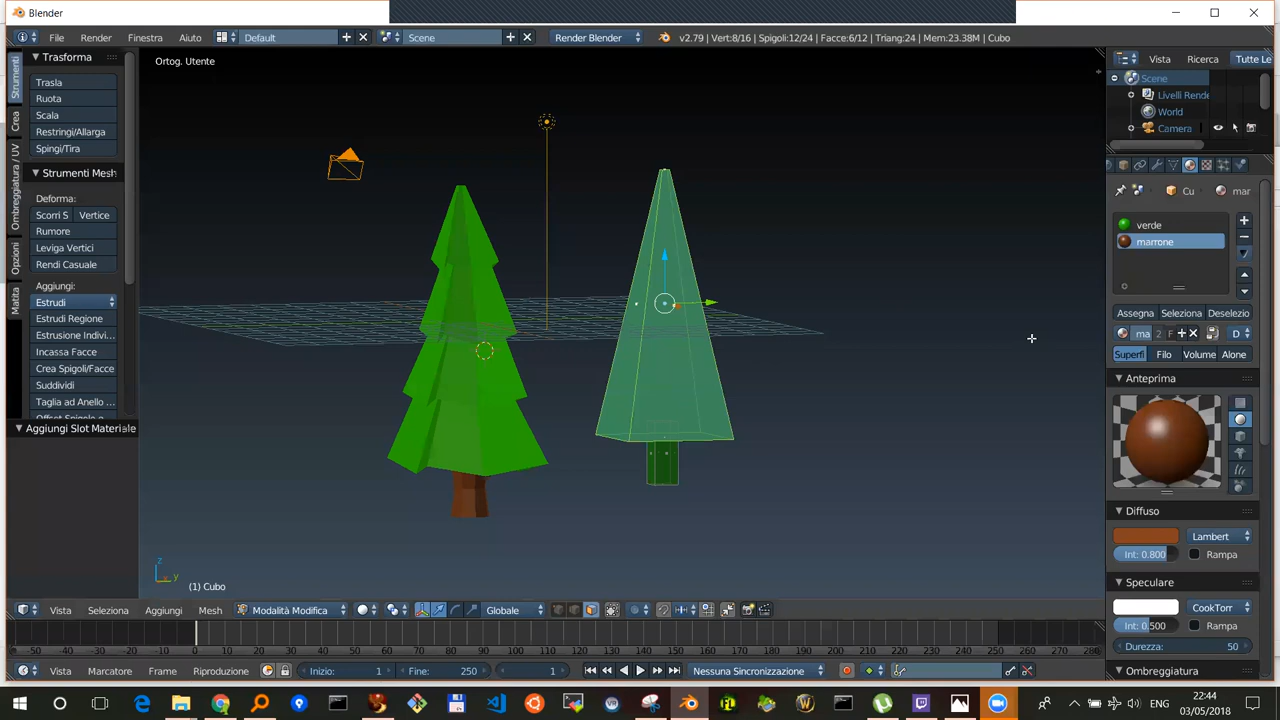 Blender
File Render Finestra Aiuto Default Scene Render Blender v2.79 | Vert:8/16 | Spigoli:12/24 | Facce:6/12 | Triang:24 | Mem:23.38M | Cubo
Strumenti
Crea
Ombreggiatura / UV
Opzioni
Matita
Trasforma
Trasla
Ruota
Scala
Restringi/Allarga
Spingi/Tira
Strumenti Mesh
Deforma:
Scorri S Vertice
Rumore
Leviga Vertici
Rendi Casuale
Aggiungi:
Estrudi
Estrudi Regione
Estrusione Indivi...
Incassa Facce
Crea Spigoli/Facce
Suddividi
Taglia ad Anello ...
Offset Spigolo e
Aggiungi Slot Materiale
Ortog. Utente
z
y
(1) Cubo
Vista Ricerca Tutte Le
Scene
Livelli Rende
World
Camera
Cu mar
verde
marrone
Assegna Selezion Deselezio
ma 2 F D
Superfi Filo Volume Alone
Anteprima
Diffuso
Lambert
Int: 0.800 Rampa
Speculare
CookTorr
Int: 0.500 Rampa
Durezza: 50
Ombreggiatura
Vista Seleziona Aggiungi Mesh Modalità Modifica Globale
-50 -40 -30 -20 -10 0 10 20 30 40 50 60 70 80 90 100 110 120 130 140 150 160 170 180 190 200 210 220 230 240 250 260 270 280
Vista Marcatore Frame Riproduzione Inizio: 1 Fine: 250 1 Nessuna Sincronizzazione
ENG
22:44
03/05/2018